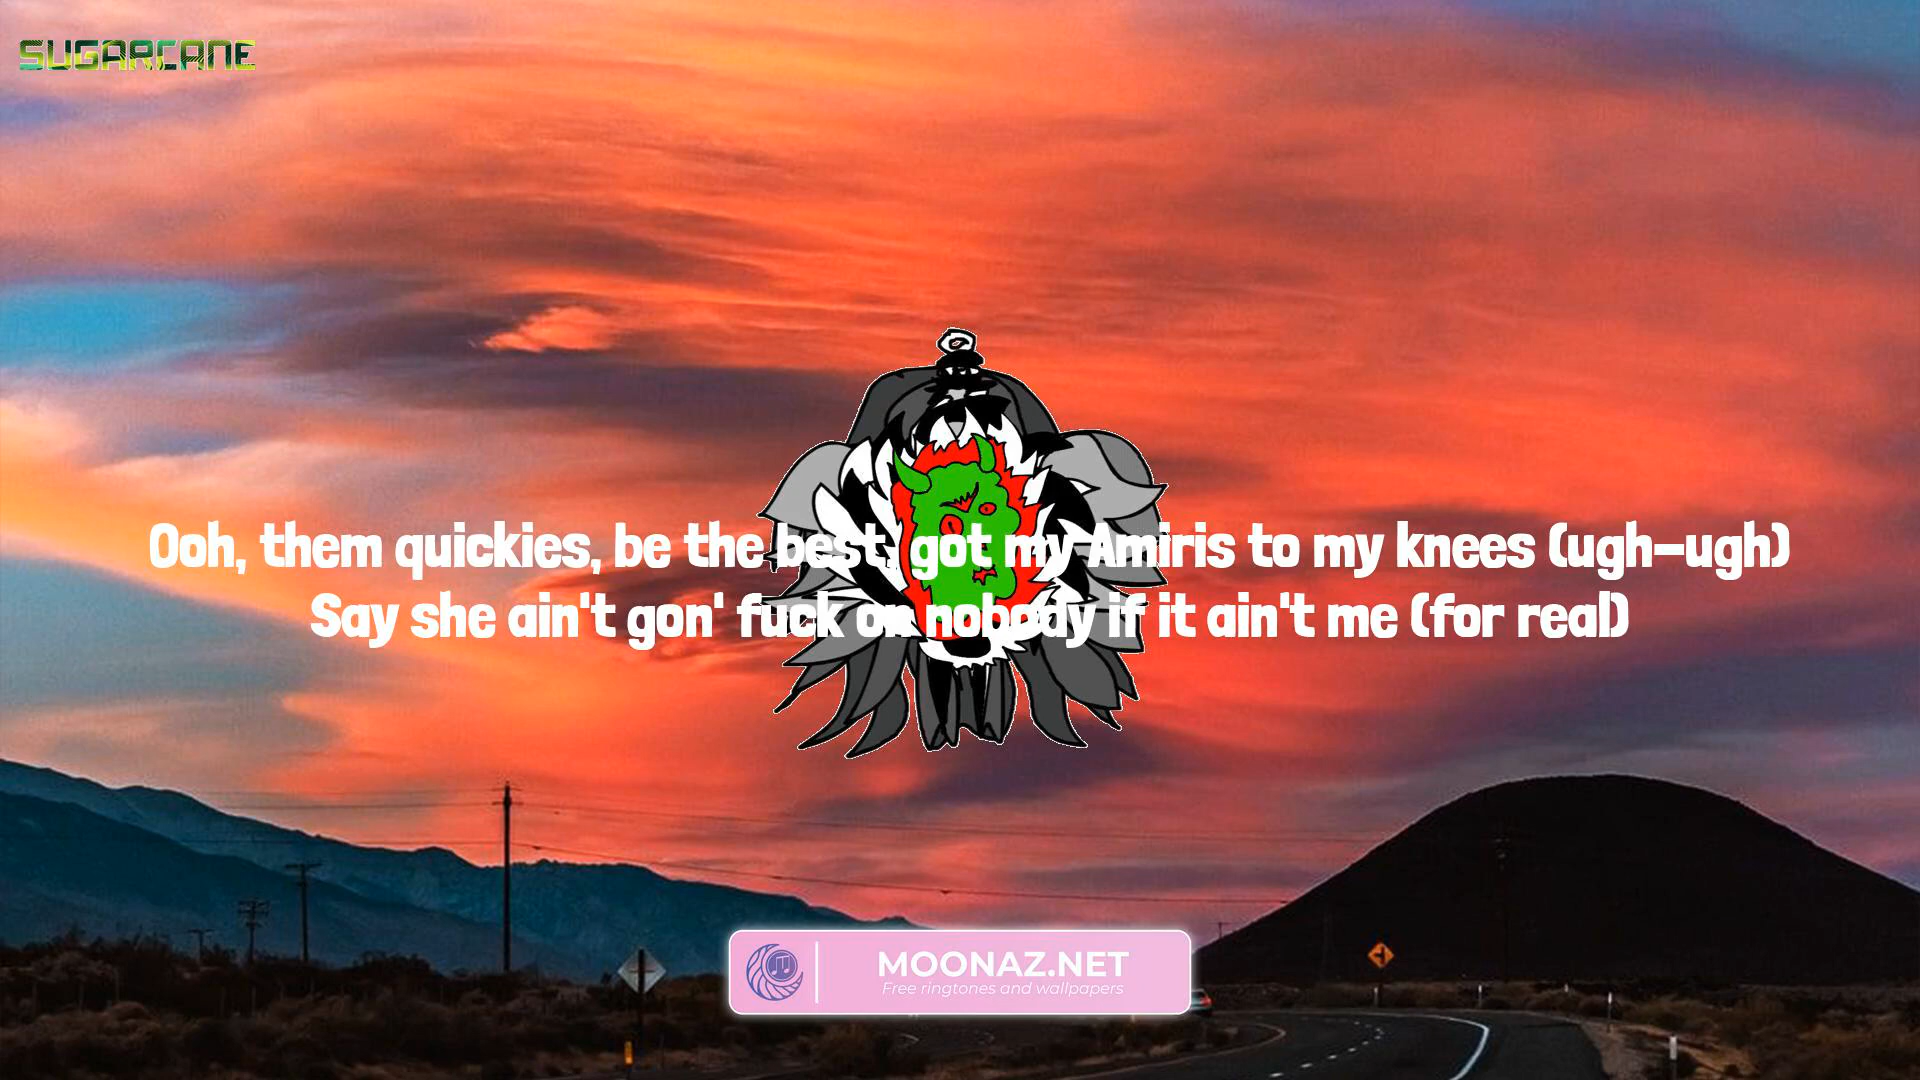 SUGARCANE
Ooh, them quickies, be the best, got my Amiris to my knees (ugh-ugh)
Say she ain't gon' fuck on nobody if it ain't me (for real)
MOONAZ.NET
Free ringtones and wallpapers